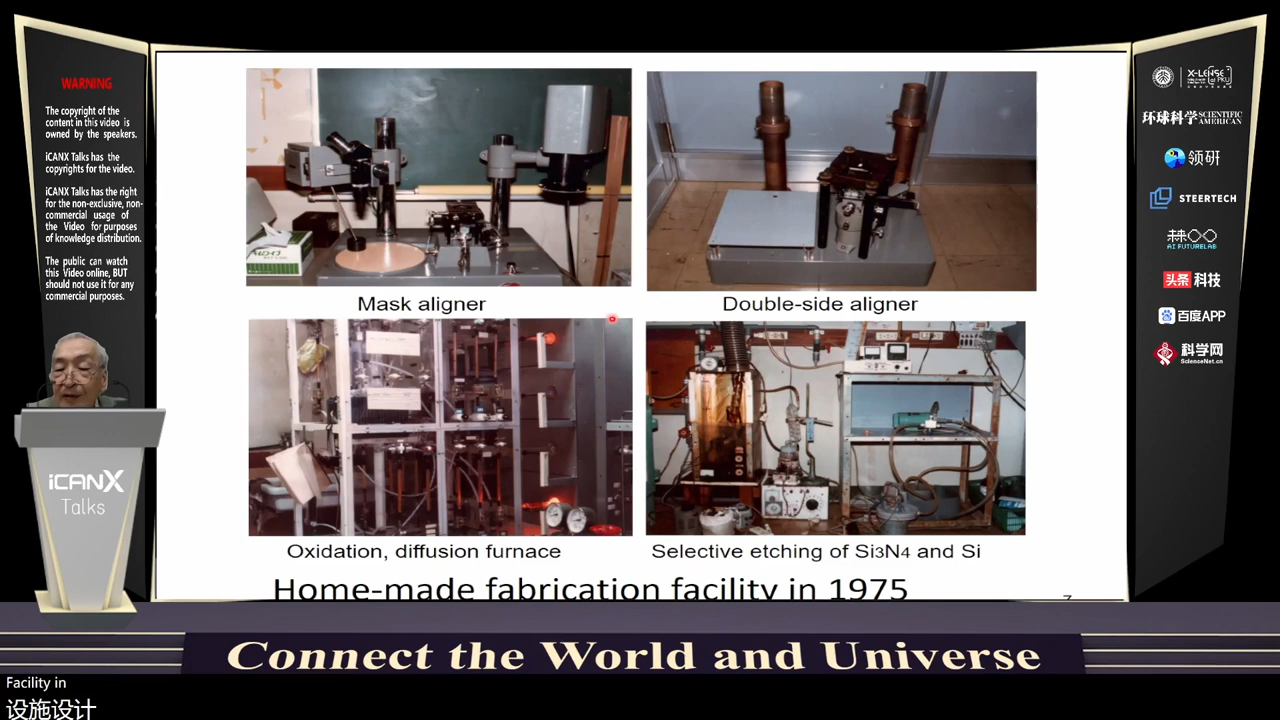 WARNING
The copyright of the
content in this video is
owned by the speakers.
iCANX Talks has the
copyrights for the video.
iCANX Talks has the right
for the non-exclusive, non-
commercial usage of
the Video for purposes
of knowledge distribution.
The public can watch
this Video online, BUT
should not use it for any
commercial purposes.
iCANX
Talks
Mask aligner
Double-side aligner
Oxidation, diffusion furnace
Selective etching of Si3N4 and Si
Home-made fabrication facility in 1975
7
X-LENSE
环球科学 SCIENTIFIC AMERICAN
领研
STEERTECH
AI FUTURELAB
头条 科技
百度APP
科学网
ScienceNet.cn
Connect the World and Universe
Facility in
设施设计